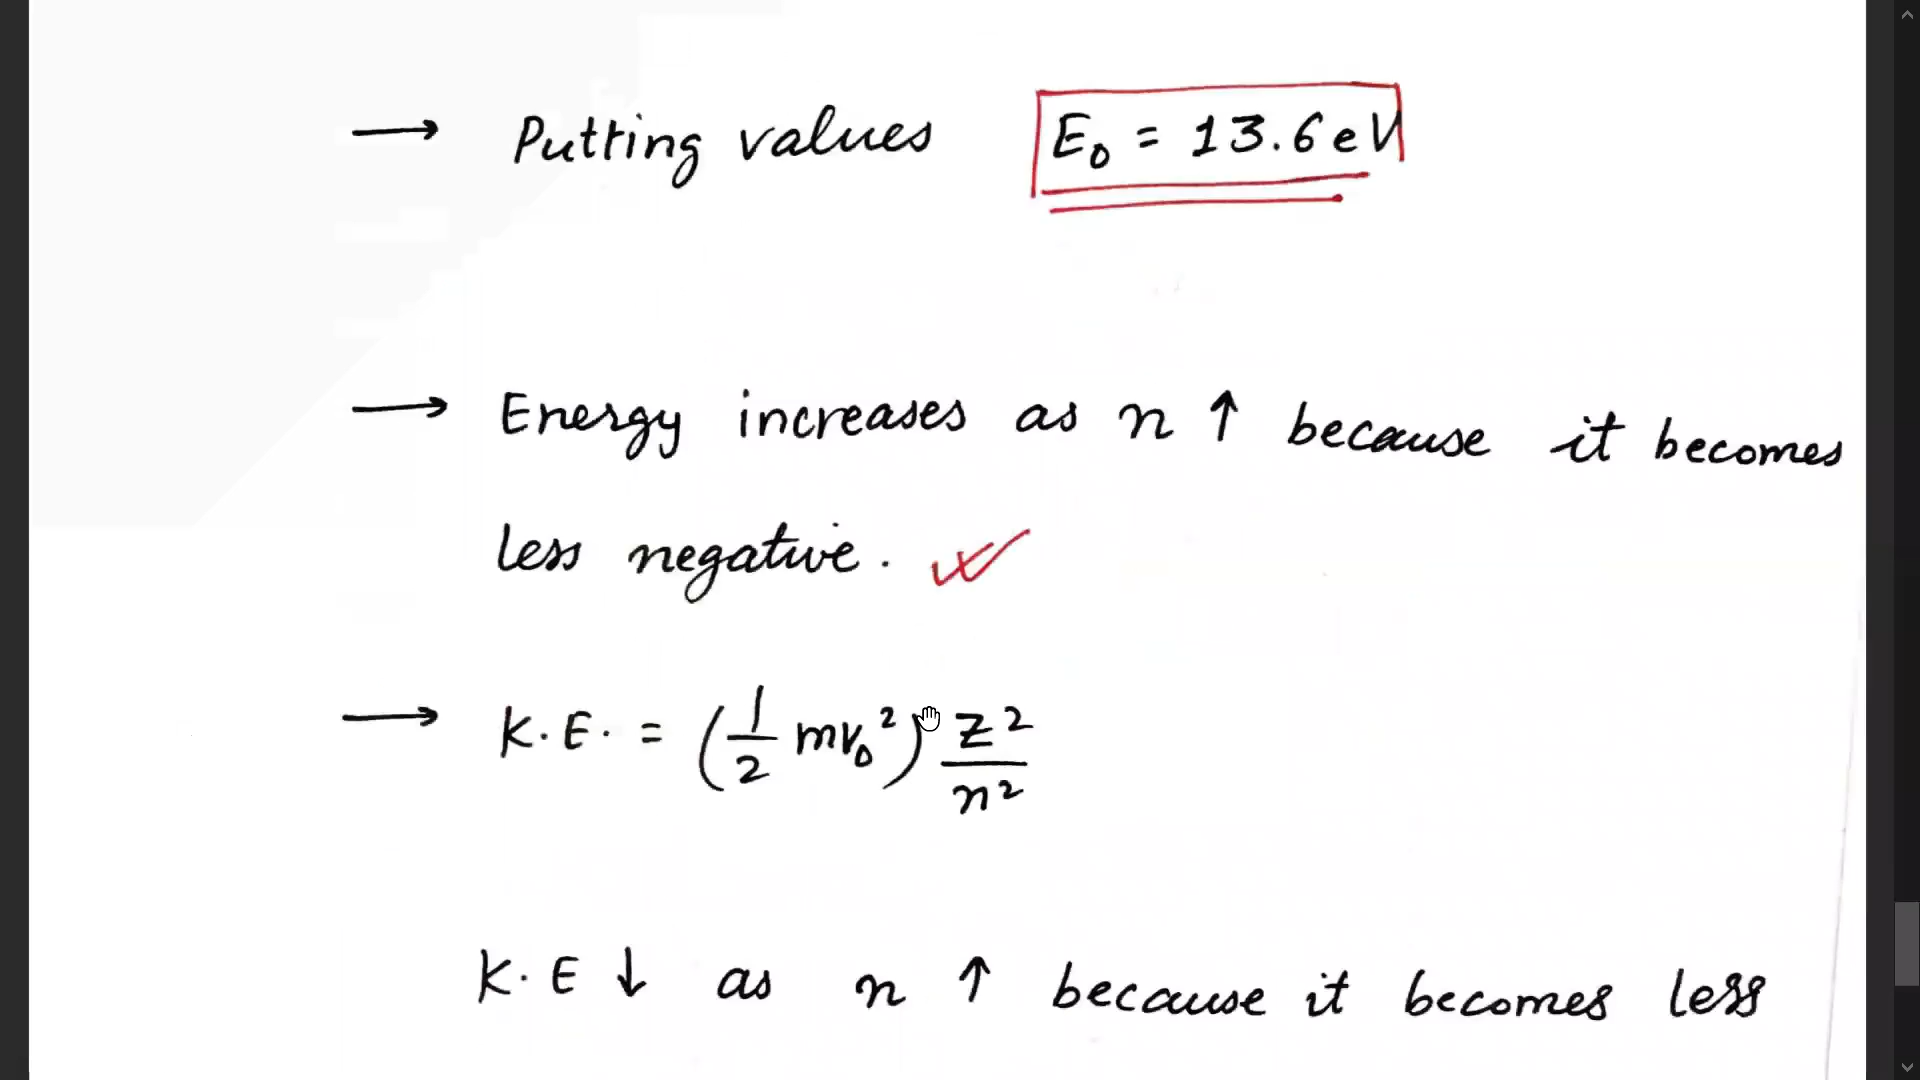 → Putting values E₀ = 13.6 eV
→ Energy increases as n ↑ because it becomes
less negative.
→ K.E. = (1/2 mv₀²) Z²/n²
K.E ↓ as n ↑ because it becomes less